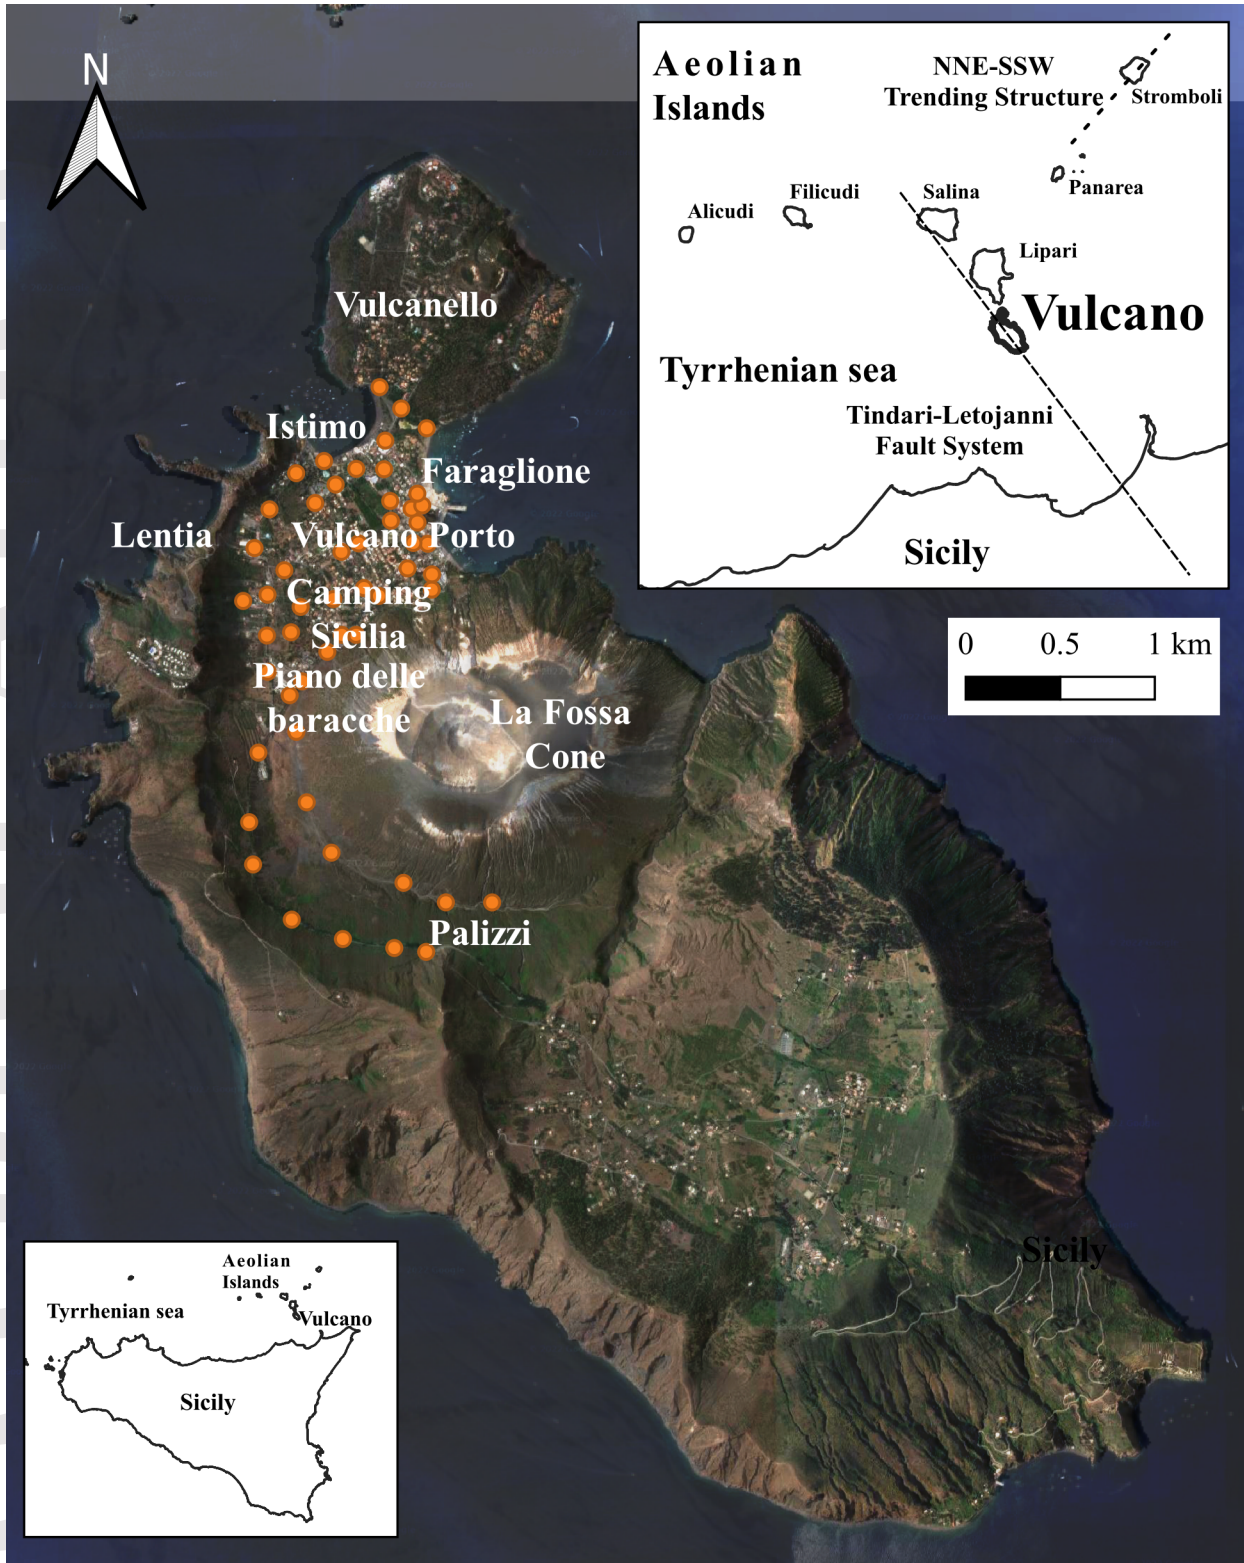 N
Aeolian
Islands
NNE-SSW
Trending Structure
Stromboli
Panarea
Filicudi
Salina
Alicudi
Lipari
Vulcano
Tyrrhenian sea
Tindari-Letojanni
Fault System
Sicily
Vulcanello
Istimo
Faraglione
Lentia
Vulcano Porto
Camping
Sicilia
Piano delle
baracche
La Fossa
Cone
Palizzi
0 0.5 1 km
Sicily
Aeolian
Islands
Tyrrhenian sea
Vulcano
Sicily